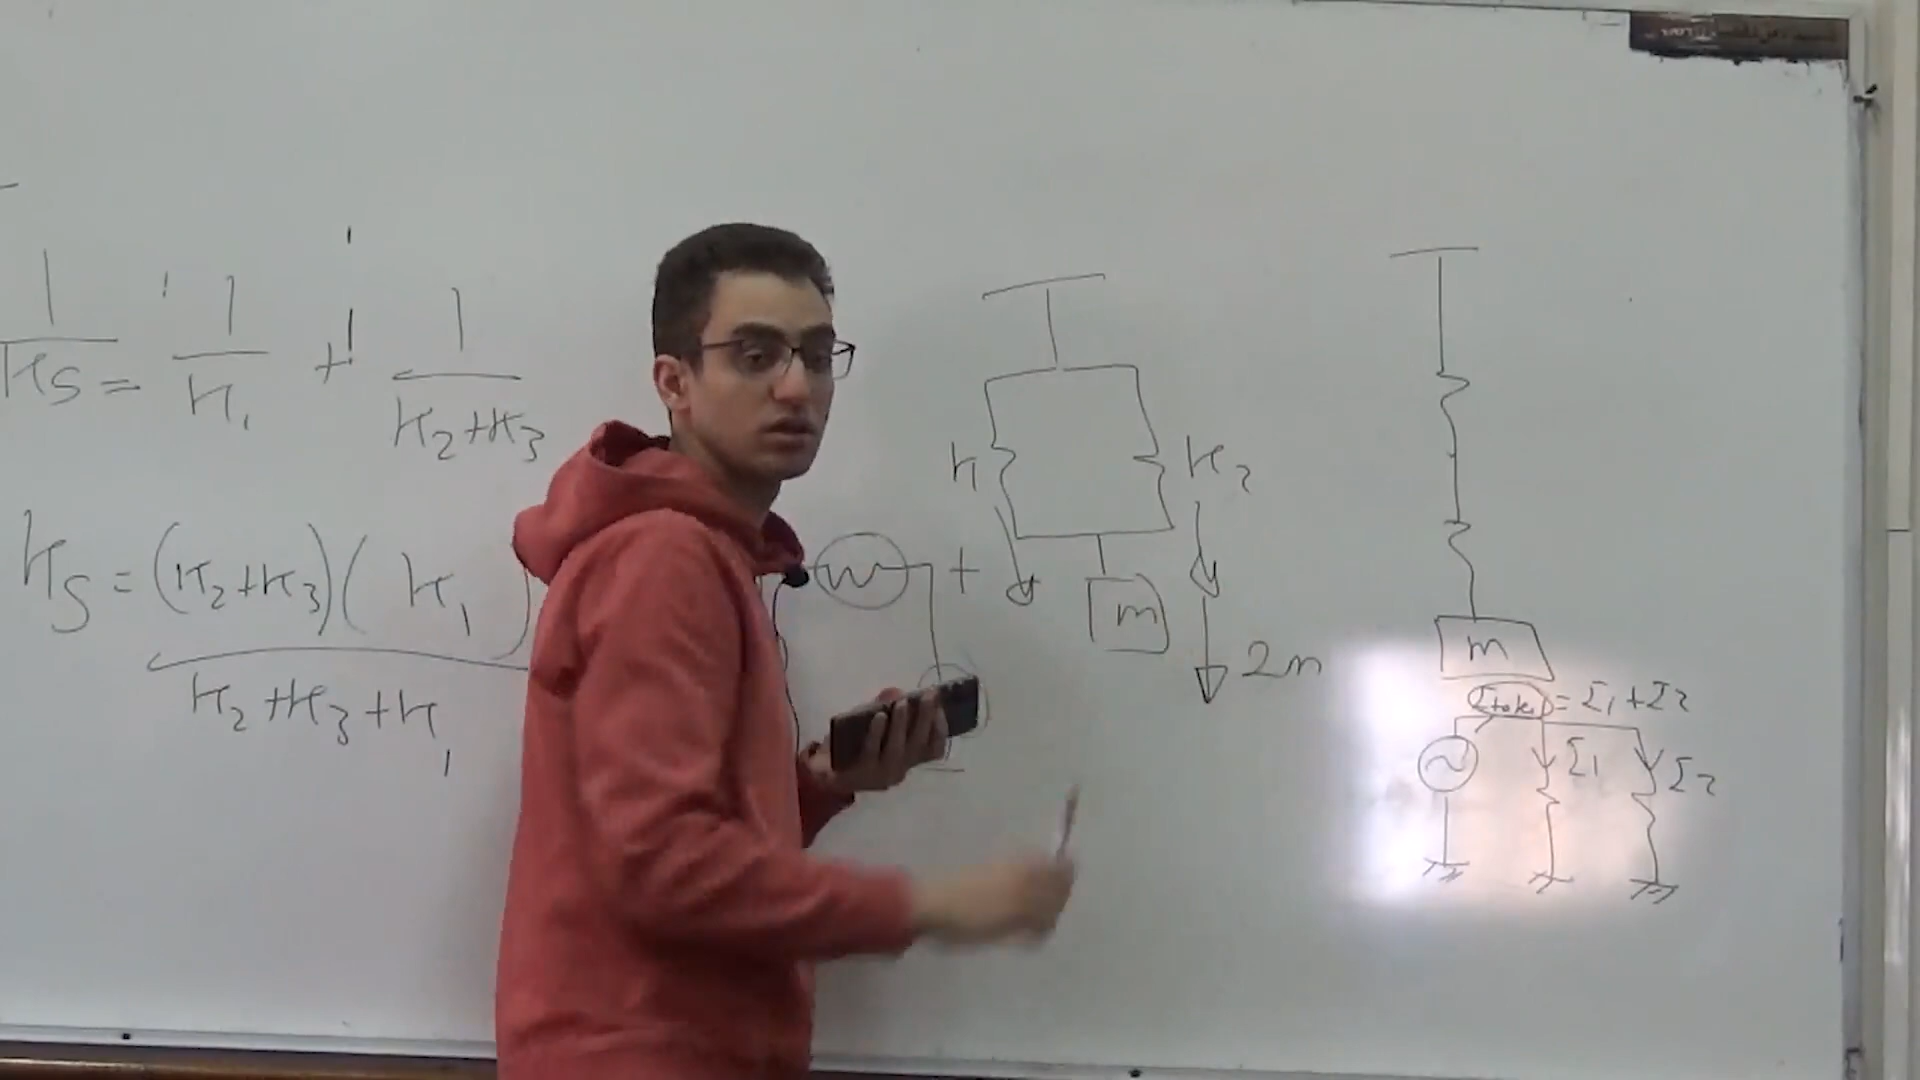 1/KS = 1/K1 + 1/(K2+K3)
KS = (K2+K3)(K1)/(K2+K3+K1)
K
K2
+
m
2m
m
Itotal = I1 + I2
I1
I2